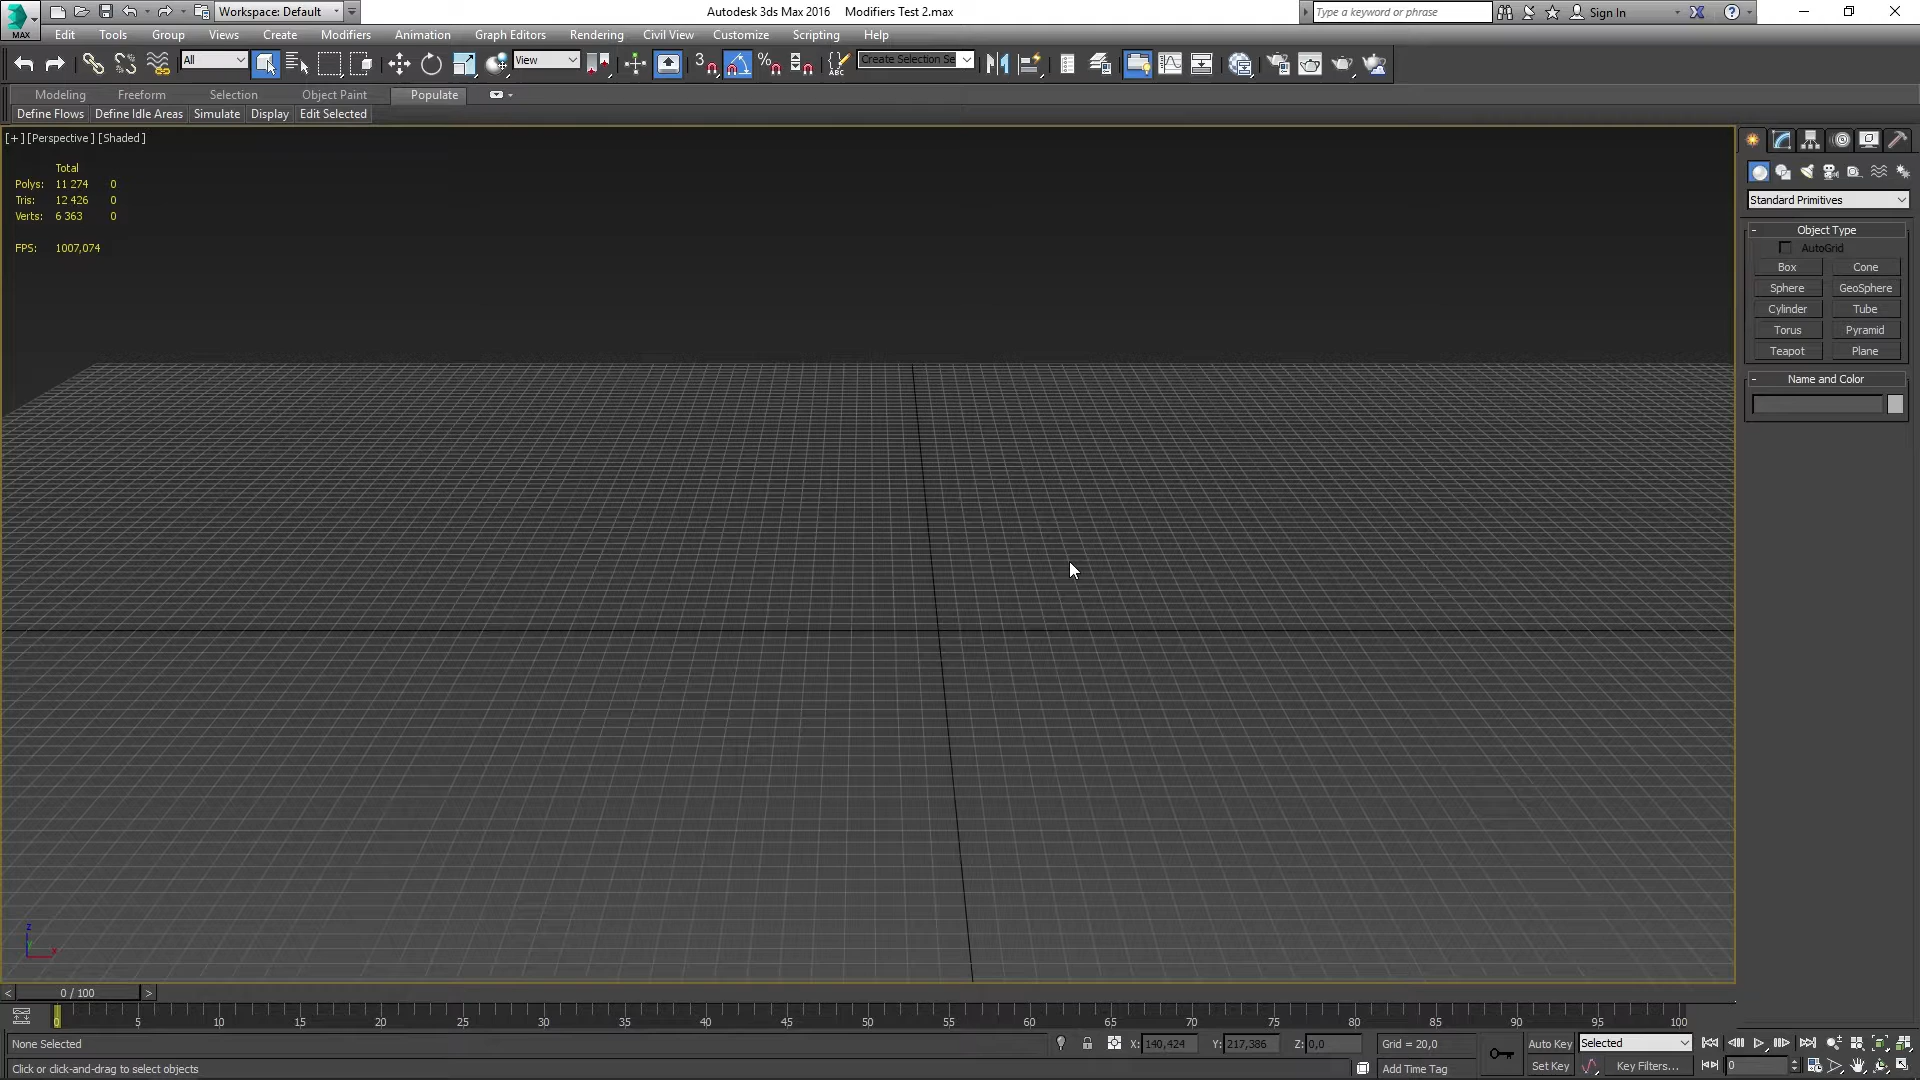 Workspace: Default
Autodesk 3ds Max 2016 Modifiers Test 2.max
Type a keyword or phrase
Sign In
MAX
Edit Tools Group Views Create Modifiers Animation Graph Editors Rendering Civil View Customize Scripting Help
All
View
3
%
ABC
Create Selection Se
Modeling Freeform Selection Object Paint Populate
Define Flows Define Idle Areas Simulate Display Edit Selected
[+] [Perspective] [Shaded]
Total
Polys: 11 274 0
Tris: 12 426 0
Verts: 6 363 0
FPS: 1007,074
Standard Primitives
- Object Type
AutoGrid
Box Cone
Sphere GeoSphere
Cylinder Tube
Torus Pyramid
Teapot Plane
- Name and Color
z
y
x
< 0 / 100 >
0 5 10 15 20 25 30 35 40 45 50 55 60 65 70 75 80 85 90 95 100
None Selected
X: 140,424 Y: 217,386 Z: 0,0 Grid = 20,0
Auto Key Selected
Click or click-and-drag to select objects
Add Time Tag
Set Key Key Filters... 0